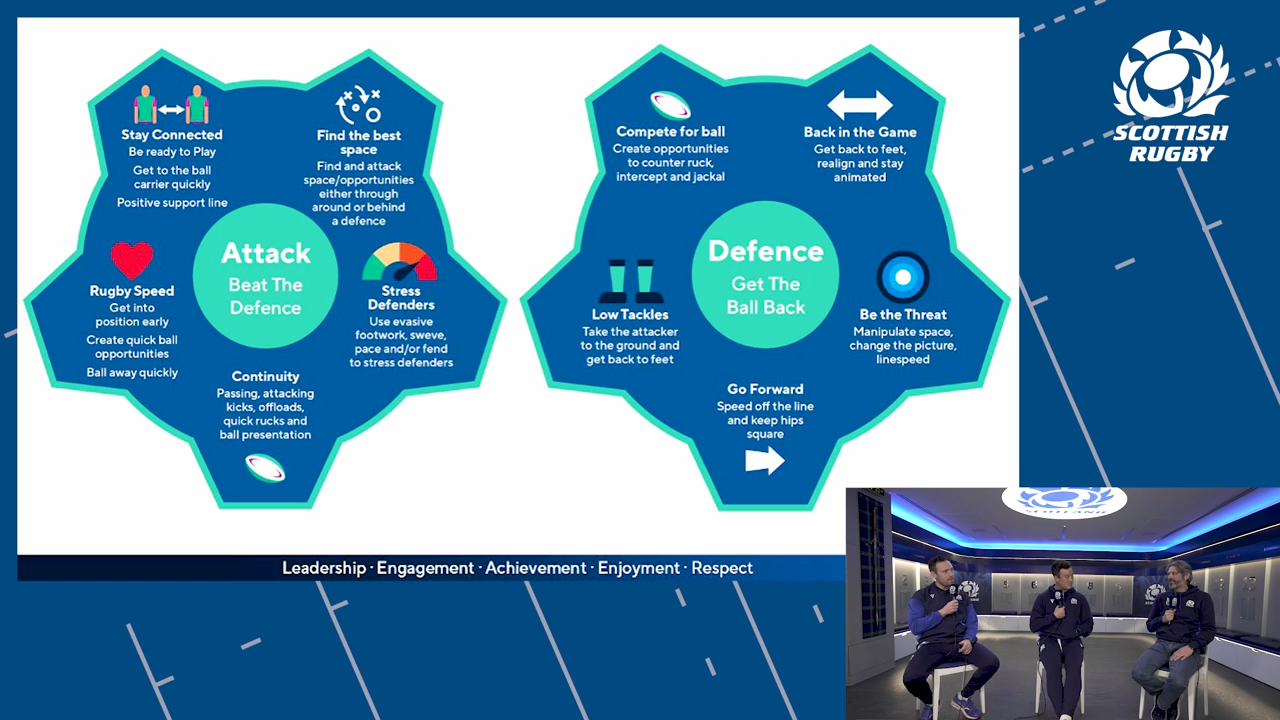 Stay Connected
Be ready to Play
Get to the ball
carrier quickly
Positive support line
Find the best
space
Find and attack
space/opportunities
either through
around or behind
a defence
Attack
Beat The
Defence
Rugby Speed
Get into
position early
Create quick ball
opportunities
Ball away quickly
Stress
Defenders
Use evasive
footwork, sweve,
pace and/or fend
to stress defenders
Continuity
Passing, attacking
kicks, offloads,
quick rucks and
ball presentation
Compete for ball
Create opportunities
to counter ruck,
intercept and jackal
Back in the Game
Get back to feet,
realign and stay
animated
Defence
Get The
Ball Back
Low Tackles
Take the attacker
to the ground and
get back to feet
Be the Threat
Manipulate space,
change the picture,
linespeed
Go Forward
Speed off the line
and keep hips
square
Leadership · Engagement · Achievement · Enjoyment · Respect
SCOTTISH
RUGBY
SCOTLAND